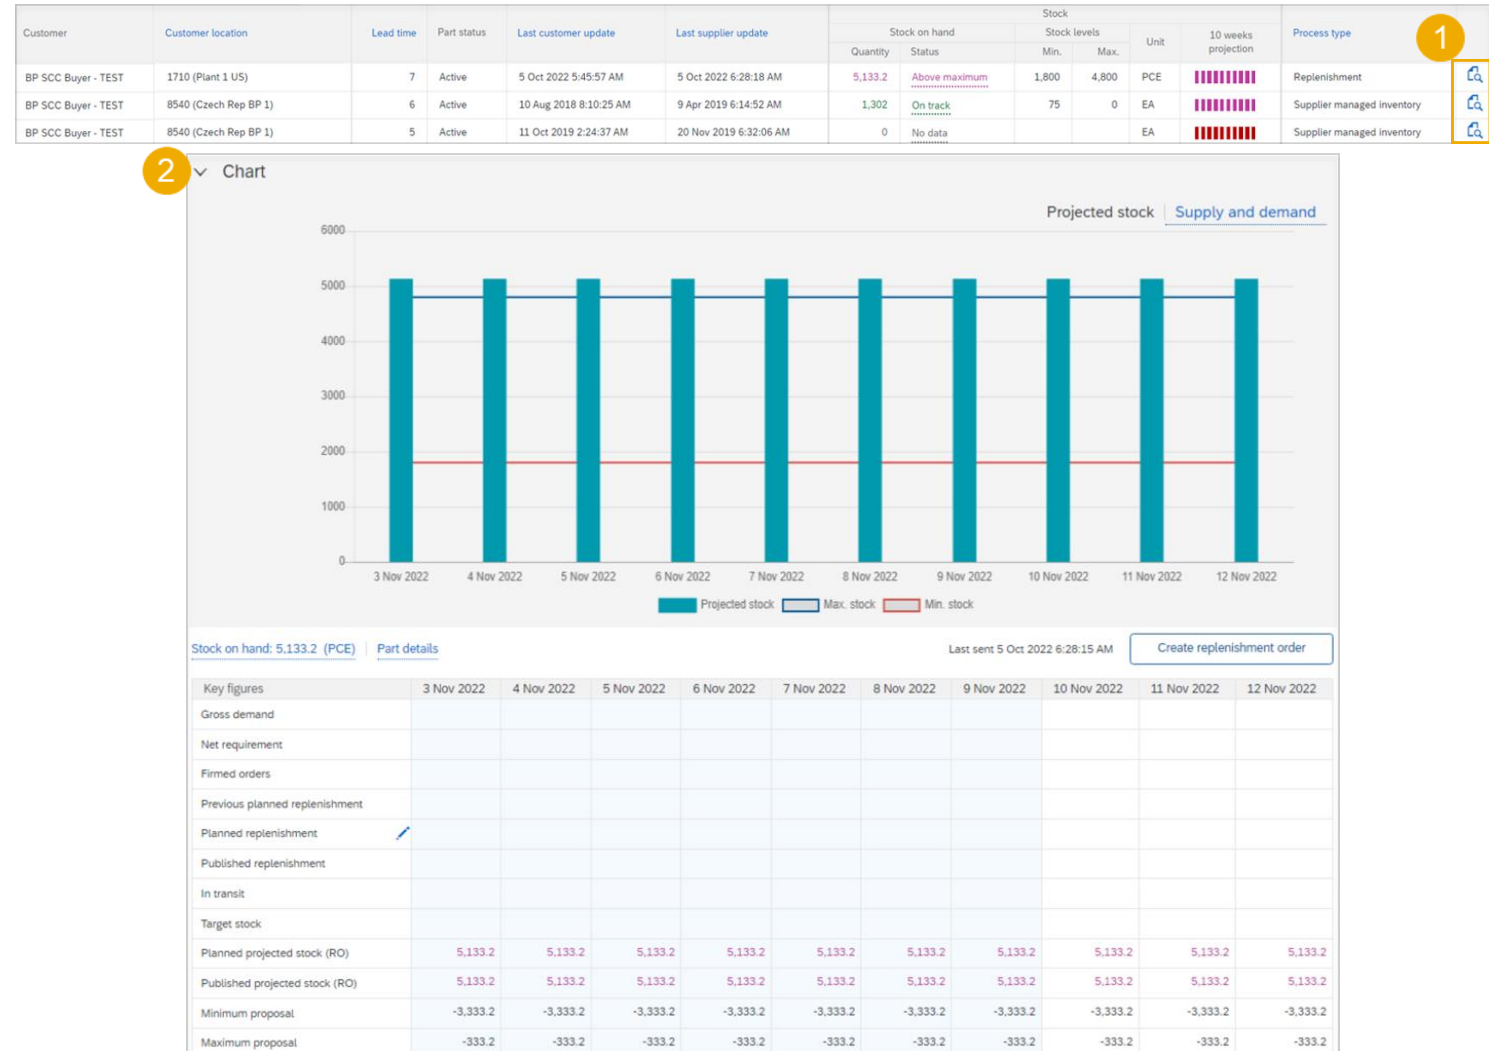 Stock
Customer Customer location Lead time Part status Last customer update Last supplier update Stock on hand Stock levels Unit 10 weeks projection Process type 1
Quantity Status Min. Max.
BP SCC Buyer - TEST 1710 (Plant 1 US) 7 Active 5 Oct 2022 5:45:57 AM 5 Oct 2022 6:28:18 AM 5,133.2 Above maximum 1,800 4,800 PCE Replenishment
BP SCC Buyer - TEST 8540 (Czech Rep BP 1) 6 Active 10 Aug 2018 8:10:25 AM 9 Apr 2019 6:14:52 AM 1,302 On track 75 0 EA Supplier managed inventory
BP SCC Buyer - TEST 8540 (Czech Rep BP 1) 5 Active 11 Oct 2019 2:24:37 AM 20 Nov 2019 6:32:06 AM 0 No data EA Supplier managed inventory
2 Chart
Projected stock Supply and demand
6000
5000
4000
3000
2000
1000
0
3 Nov 2022 4 Nov 2022 5 Nov 2022 6 Nov 2022 7 Nov 2022 8 Nov 2022 9 Nov 2022 10 Nov 2022 11 Nov 2022 12 Nov 2022
Projected stock Max. stock Min. stock
Stock on hand: 5,133.2 (PCE) Part details Last sent 5 Oct 2022 6:28:15 AM Create replenishment order
Key figures 3 Nov 2022 4 Nov 2022 5 Nov 2022 6 Nov 2022 7 Nov 2022 8 Nov 2022 9 Nov 2022 10 Nov 2022 11 Nov 2022 12 Nov 2022
Gross demand
Net requirement
Firmed orders
Previous planned replenishment
Planned replenishment
Published replenishment
In transit
Target stock
Planned projected stock (RO) 5,133.2 5,133.2 5,133.2 5,133.2 5,133.2 5,133.2 5,133.2 5,133.2 5,133.2 5,133.2
Published projected stock (RO) 5,133.2 5,133.2 5,133.2 5,133.2 5,133.2 5,133.2 5,133.2 5,133.2 5,133.2 5,133.2
Minimum proposal -3,333.2 -3,333.2 -3,333.2 -3,333.2 -3,333.2 -3,333.2 -3,333.2 -3,333.2 -3,333.2 -3,333.2
Maximum proposal -333.2 -333.2 -333.2 -333.2 -333.2 -333.2 -333.2 -333.2 -333.2 -333.2